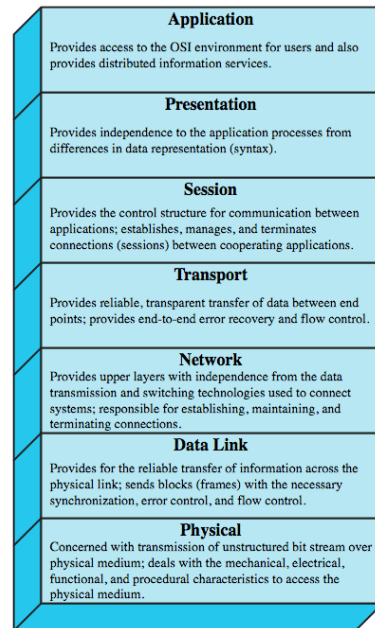 Application
Provides access to the OSI environment for users and also
provides distributed information services.
Presentation
Provides independence to the application processes from
differences in data representation (syntax).
Session
Provides the control structure for communication between
applications; establishes, manages, and terminates
connections (sessions) between cooperating applications.
Transport
Provides reliable, transparent transfer of data between end
points; provides end-to-end error recovery and flow control.
Network
Provides upper layers with independence from the data
transmission and switching technologies used to connect
systems; responsible for establishing, maintaining, and
terminating connections.
Data Link
Provides for the reliable transfer of information across the
physical link; sends blocks (frames) with the necessary
synchronization, error control, and flow control.
Physical
Concerned with transmission of unstructured bit stream over
physical medium; deals with the mechanical, electrical,
functional, and procedural characteristics to access the
physical medium.